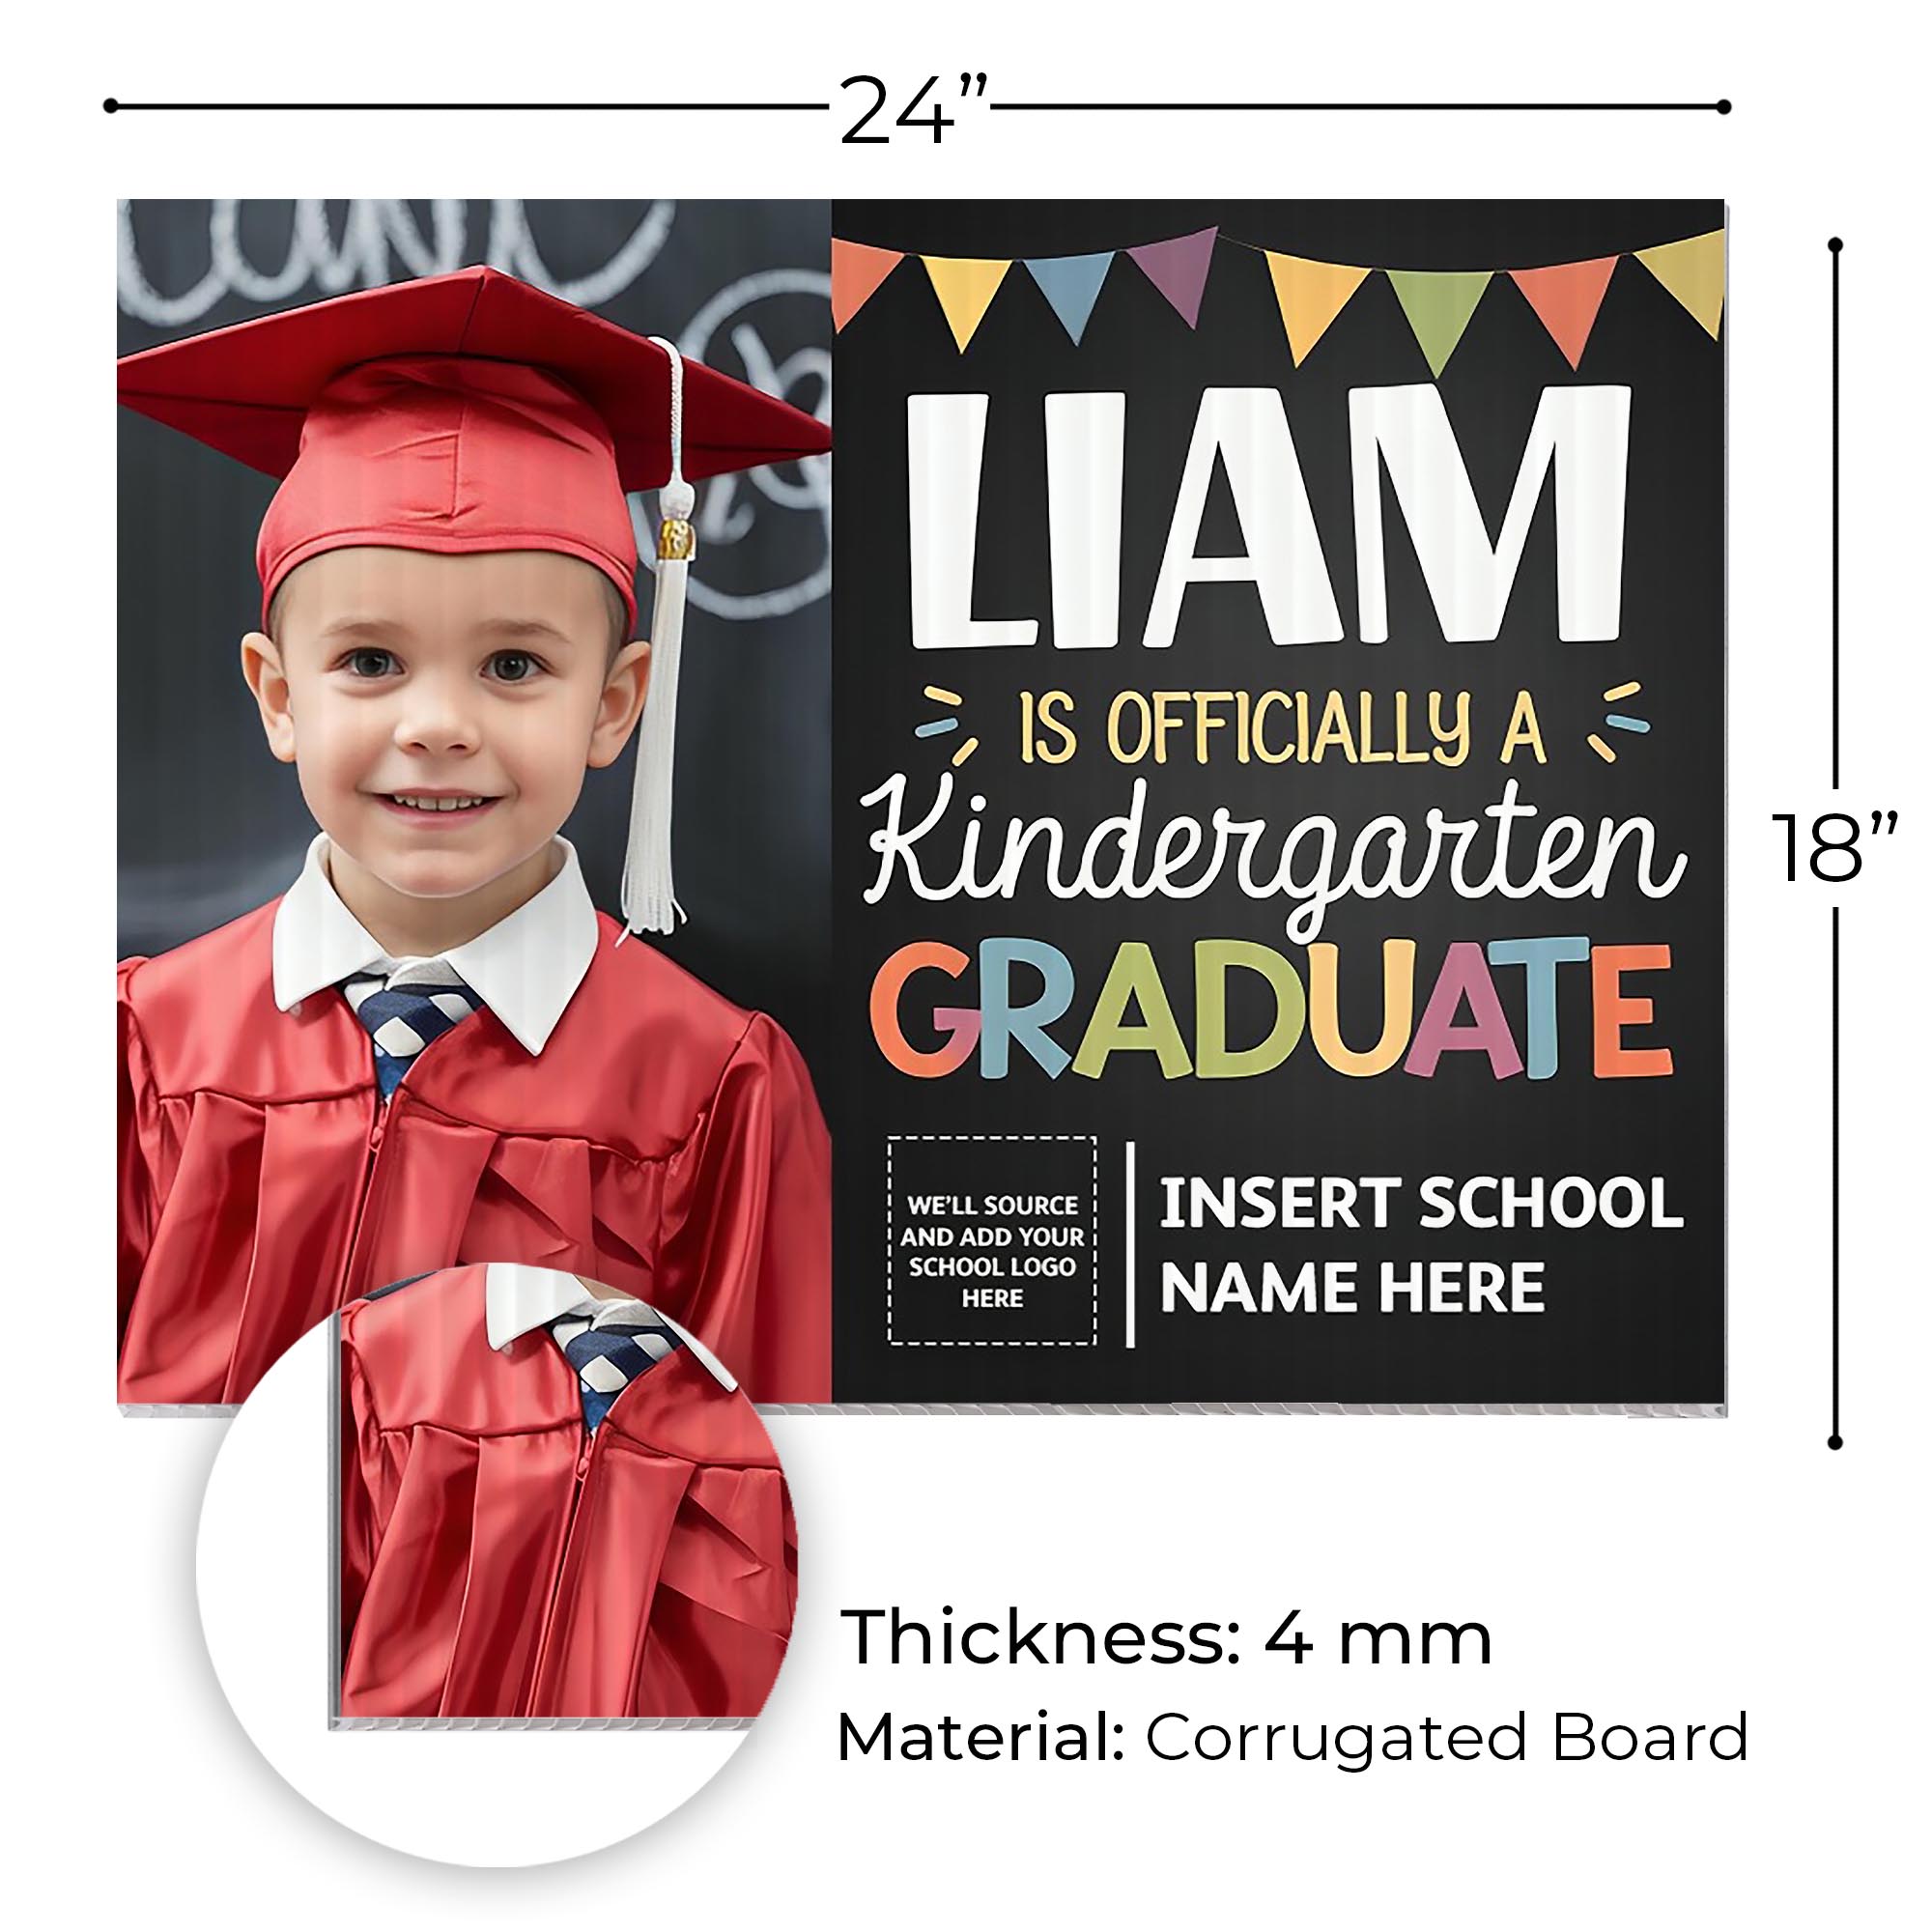 24”
LIAM
IS OFFICIALLY A
Kindergarten
GRADUATE
WE'LL SOURCE
AND ADD YOUR
SCHOOL LOGO
HERE
INSERT SCHOOL
NAME HERE
18”
Thickness: 4 mm
Material: Corrugated Board